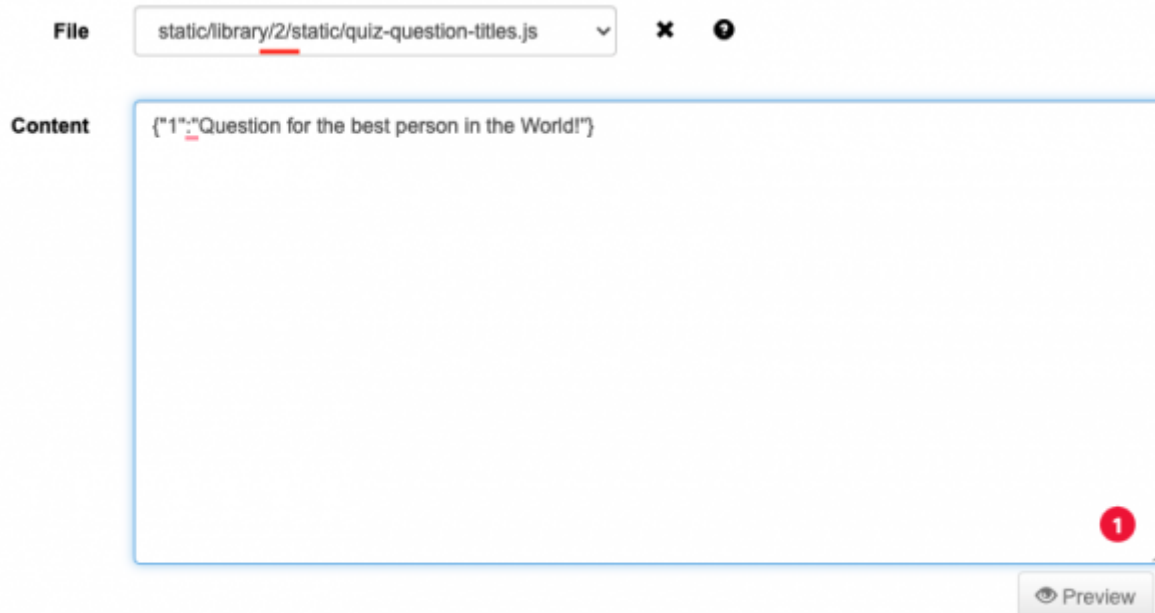 File
static/library/2/static/quiz-question-titles.js
Content
{"1":"Question for the best person in the World!"}
1
Preview